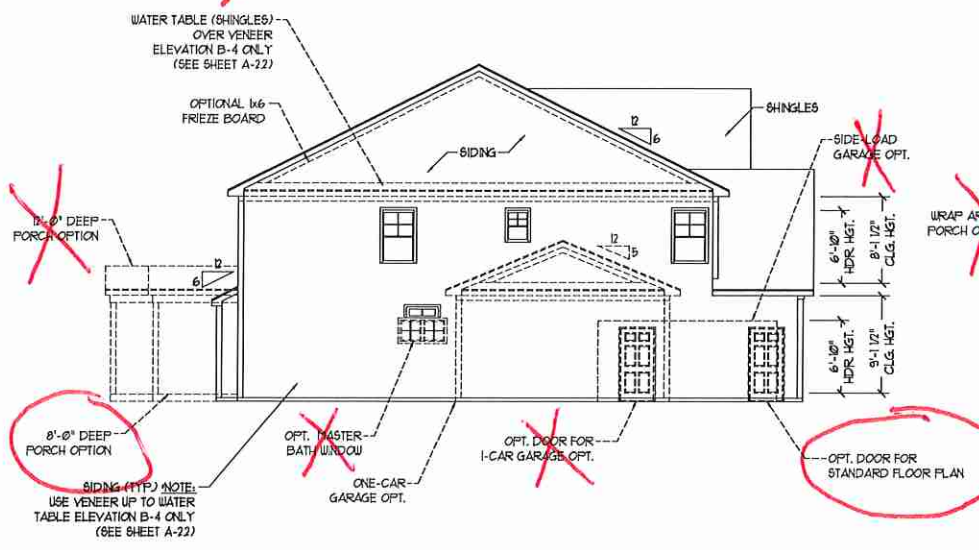 WATER TABLE (SHINGLES)
OVER VENEER
ELEVATION B-4 ONLY
(SEE SHEET A-22)
OPTIONAL 1x6
FRIEZE BOARD
SIDING
12
6
SHINGLES
SIDE-LOAD
GARAGE OPT.
12'-0" DEEP
PORCH OPTION
12
6
12
5
6'-10"
HDR. HGT.
8'-1 1/2"
CLG. HGT.
WRAP
PORCH
6'-10"
HDR. HGT.
9'-1 1/2"
CLG. HGT.
8'-0" DEEP
PORCH OPTION
OPT. MASTER
BATH WINDOW
OPT. DOOR FOR
1-CAR GARAGE OPT.
OPT. DOOR FOR
STANDARD FLOOR PLAN
ONE-CAR
GARAGE OPT.
SIDING (TYP.) NOTE:
USE VENEER UP TO WATER
TABLE ELEVATION B-4 ONLY
(SEE SHEET A-22)